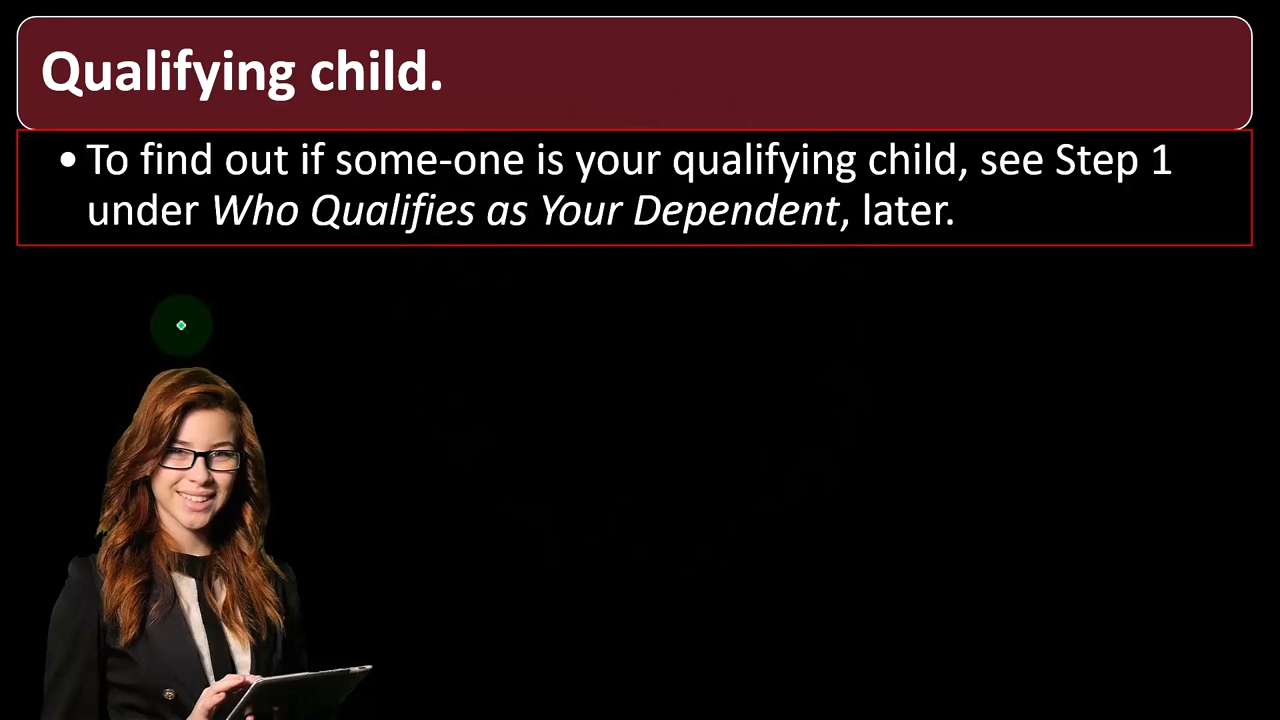 Qualifying child.
• To find out if some-one is your qualifying child, see Step 1
under Who Qualifies as Your Dependent, later.